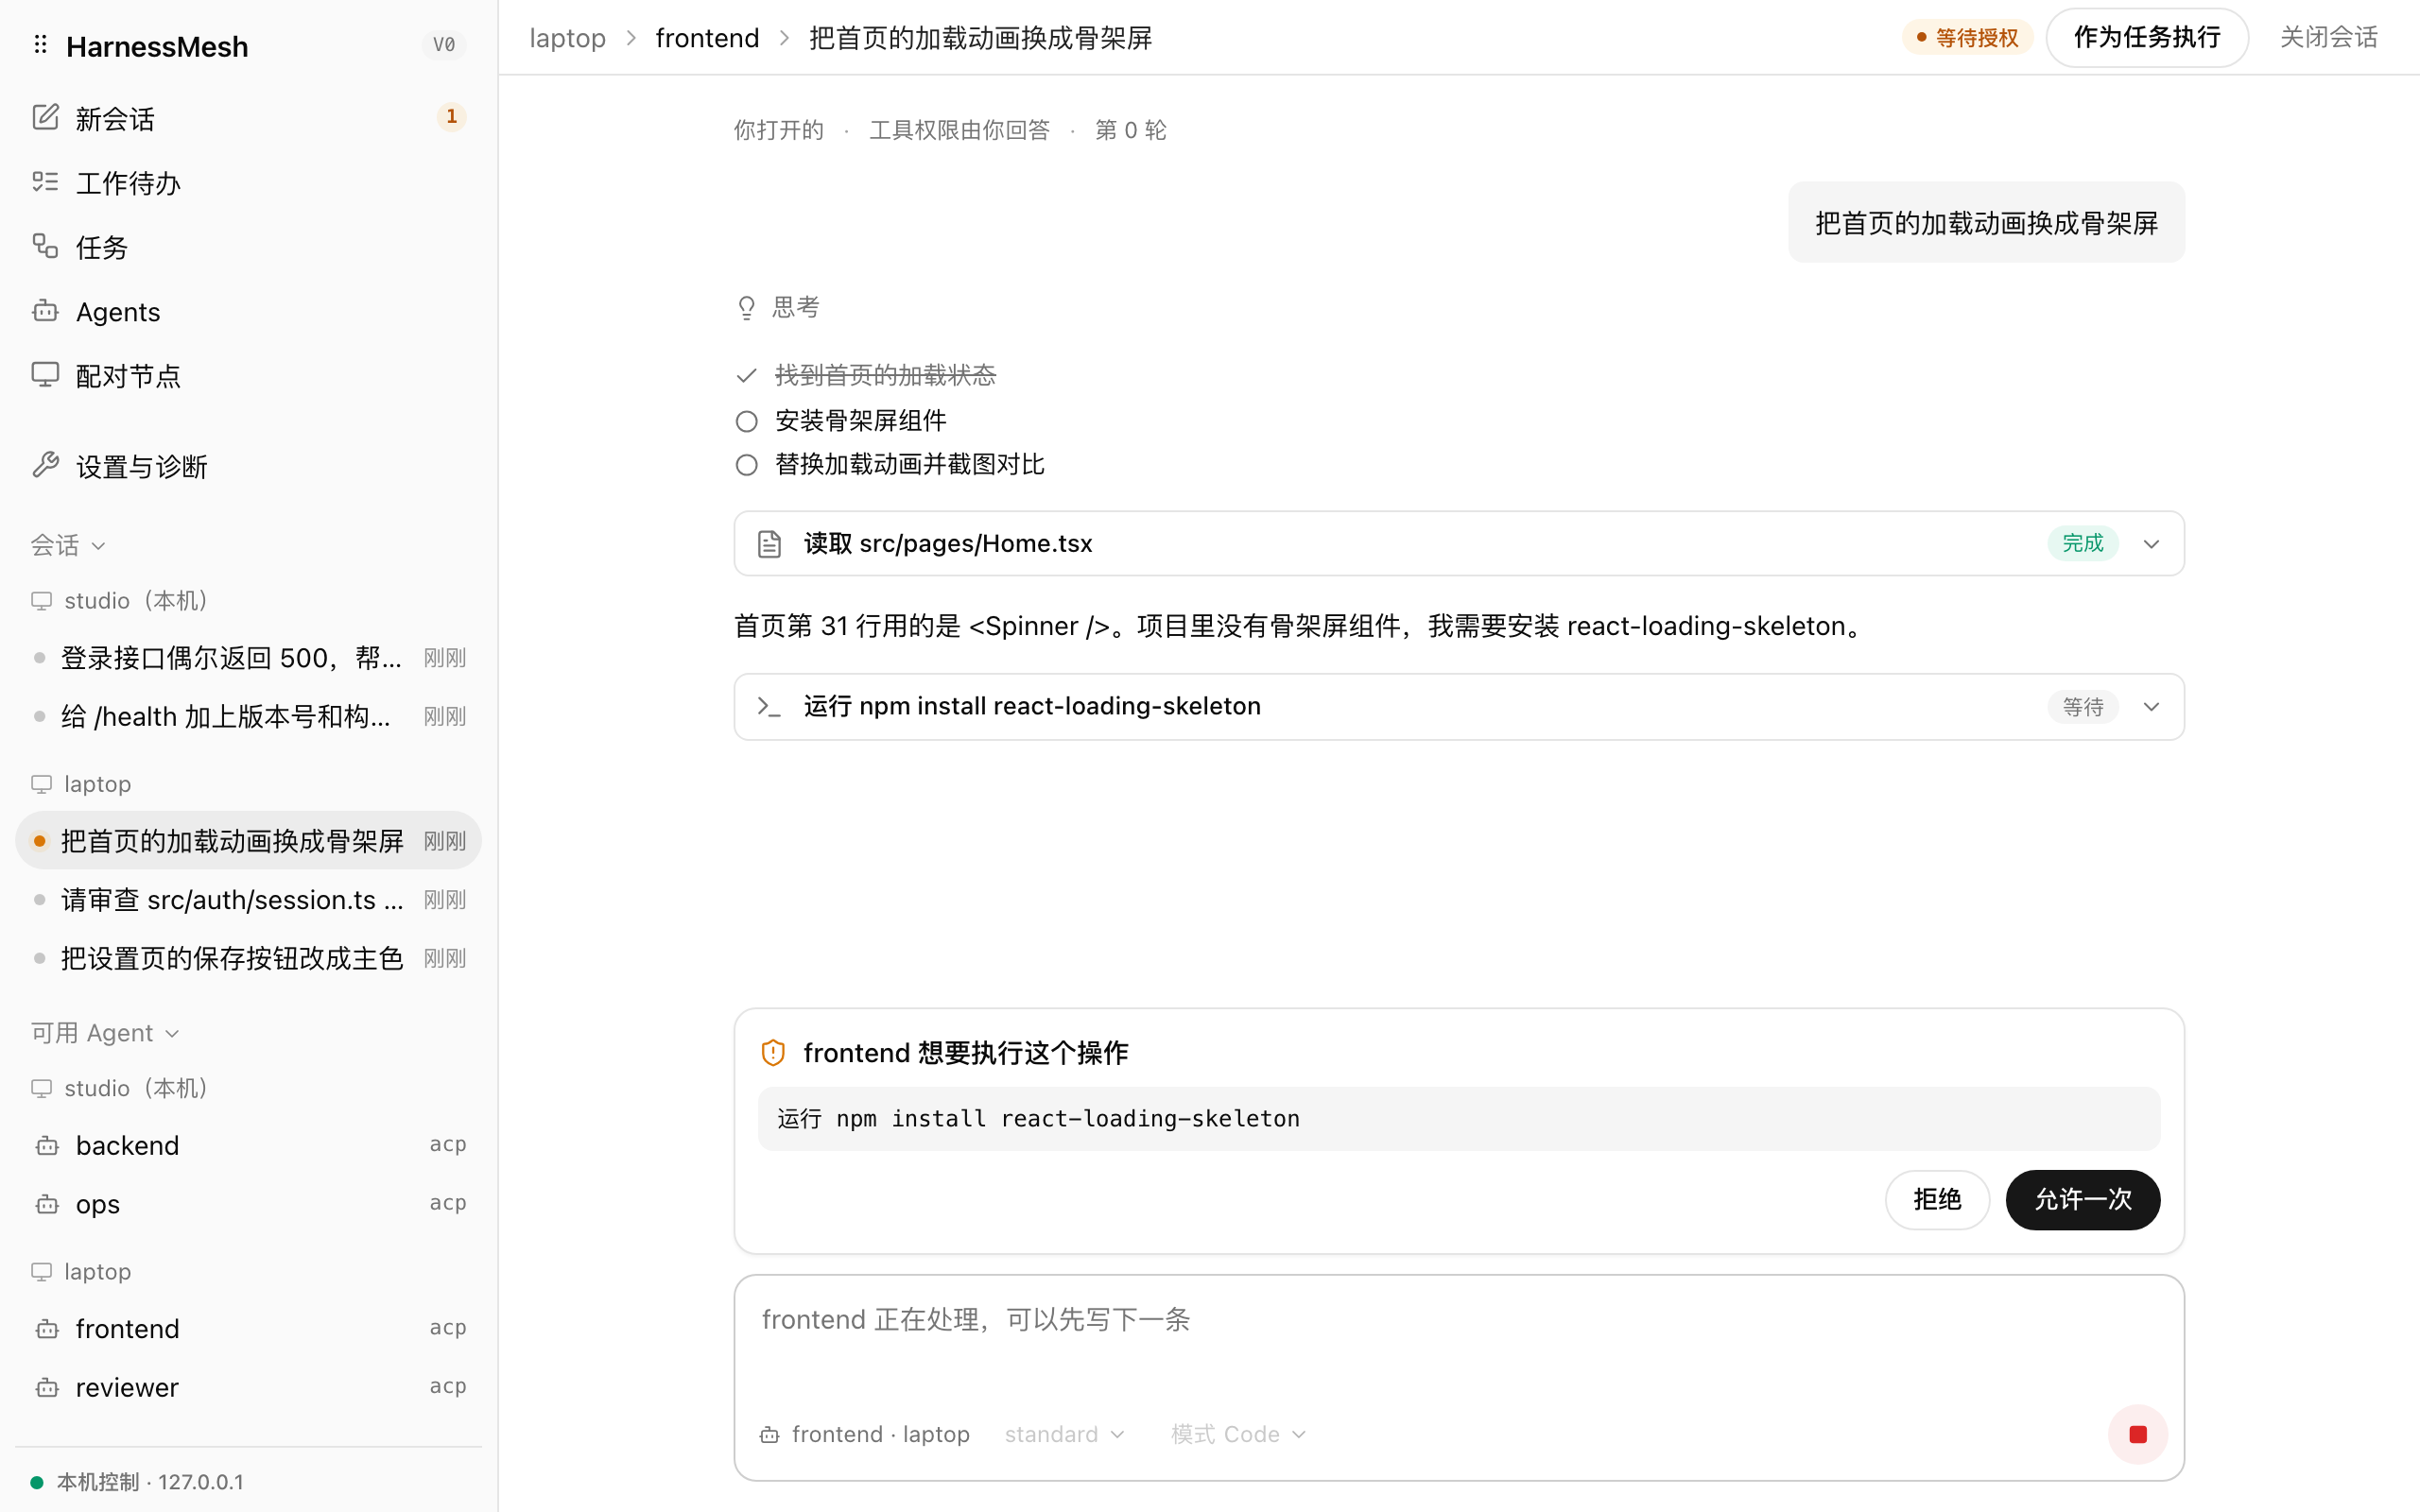 HarnessMesh
V0
新会话
1
工作待办
任务
Agents
配对节点
设置与诊断
会话
studio（本机）
登录接口偶尔返回 500，帮...
刚刚
给 /health 加上版本号和构...
刚刚
laptop
把首页的加载动画换成骨架屏
刚刚
请审查 src/auth/session.ts ...
刚刚
把设置页的保存按钮改成主色
刚刚
可用 Agent
studio（本机）
backend
acp
ops
acp
laptop
frontend
acp
reviewer
acp
本机控制 · 127.0.0.1
laptop > frontend > 把首页的加载动画换成骨架屏
等待授权
作为任务执行
关闭会话
你打开的 · 工具权限由你回答 · 第 0 轮
把首页的加载动画换成骨架屏
思考
找到首页的加载状态
安装骨架屏组件
替换加载动画并截图对比
读取 src/pages/Home.tsx
完成
首页第 31 行用的是 <Spinner />。项目里没有骨架屏组件，我需要安装 react-loading-skeleton。
运行 npm install react-loading-skeleton
等待
frontend 想要执行这个操作
运行 npm install react-loading-skeleton
拒绝
允许一次
frontend 正在处理，可以先写下一条
frontend · laptop
standard
模式 Code